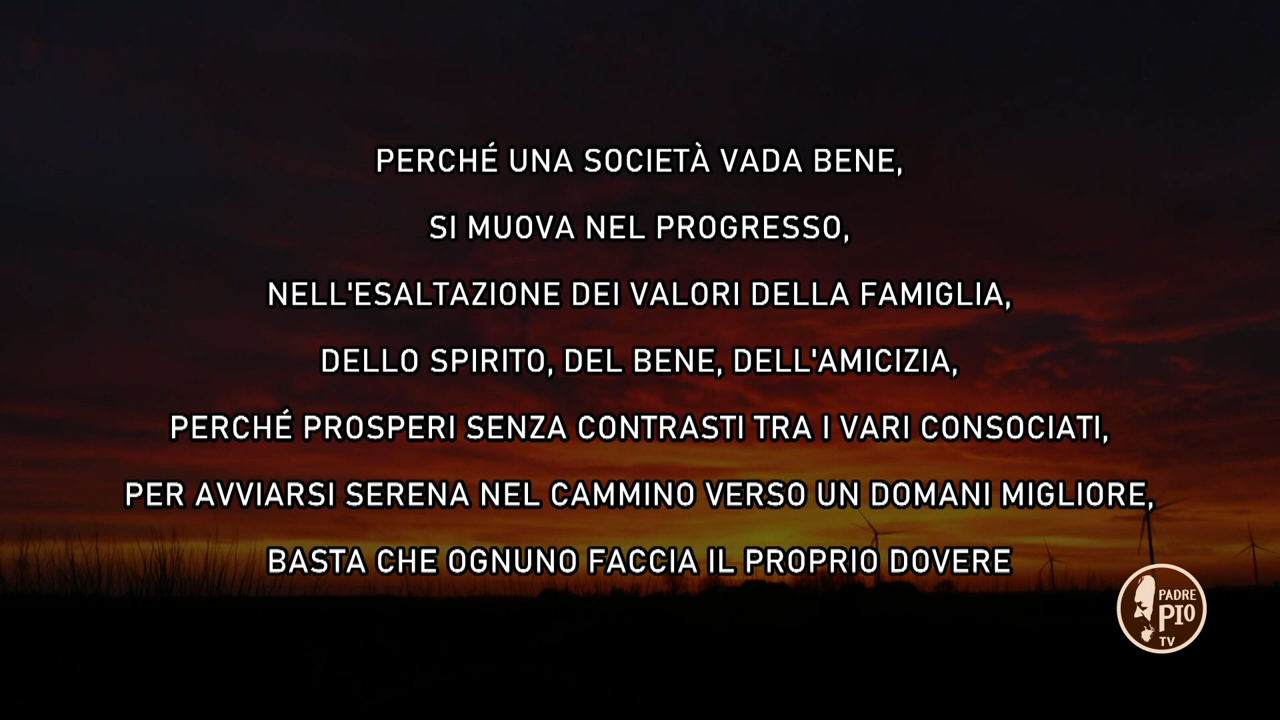 PERCHÉ UNA SOCIETÀ VADA BENE,
SI MUOVA NEL PROGRESSO,
NELL'ESALTAZIONE DEI VALORI DELLA FAMIGLIA,
DELLO SPIRITO, DEL BENE, DELL'AMICIZIA,
PERCHÉ PROSPERI SENZA CONTRASTI TRA I VARI CONSOCIATI,
PER AVVIARSI SERENA NEL CAMMINO VERSO UN DOMANI MIGLIORE,
BASTA CHE OGNUNO FACCIA IL PROPRIO DOVERE
PADRE
PIO
TV